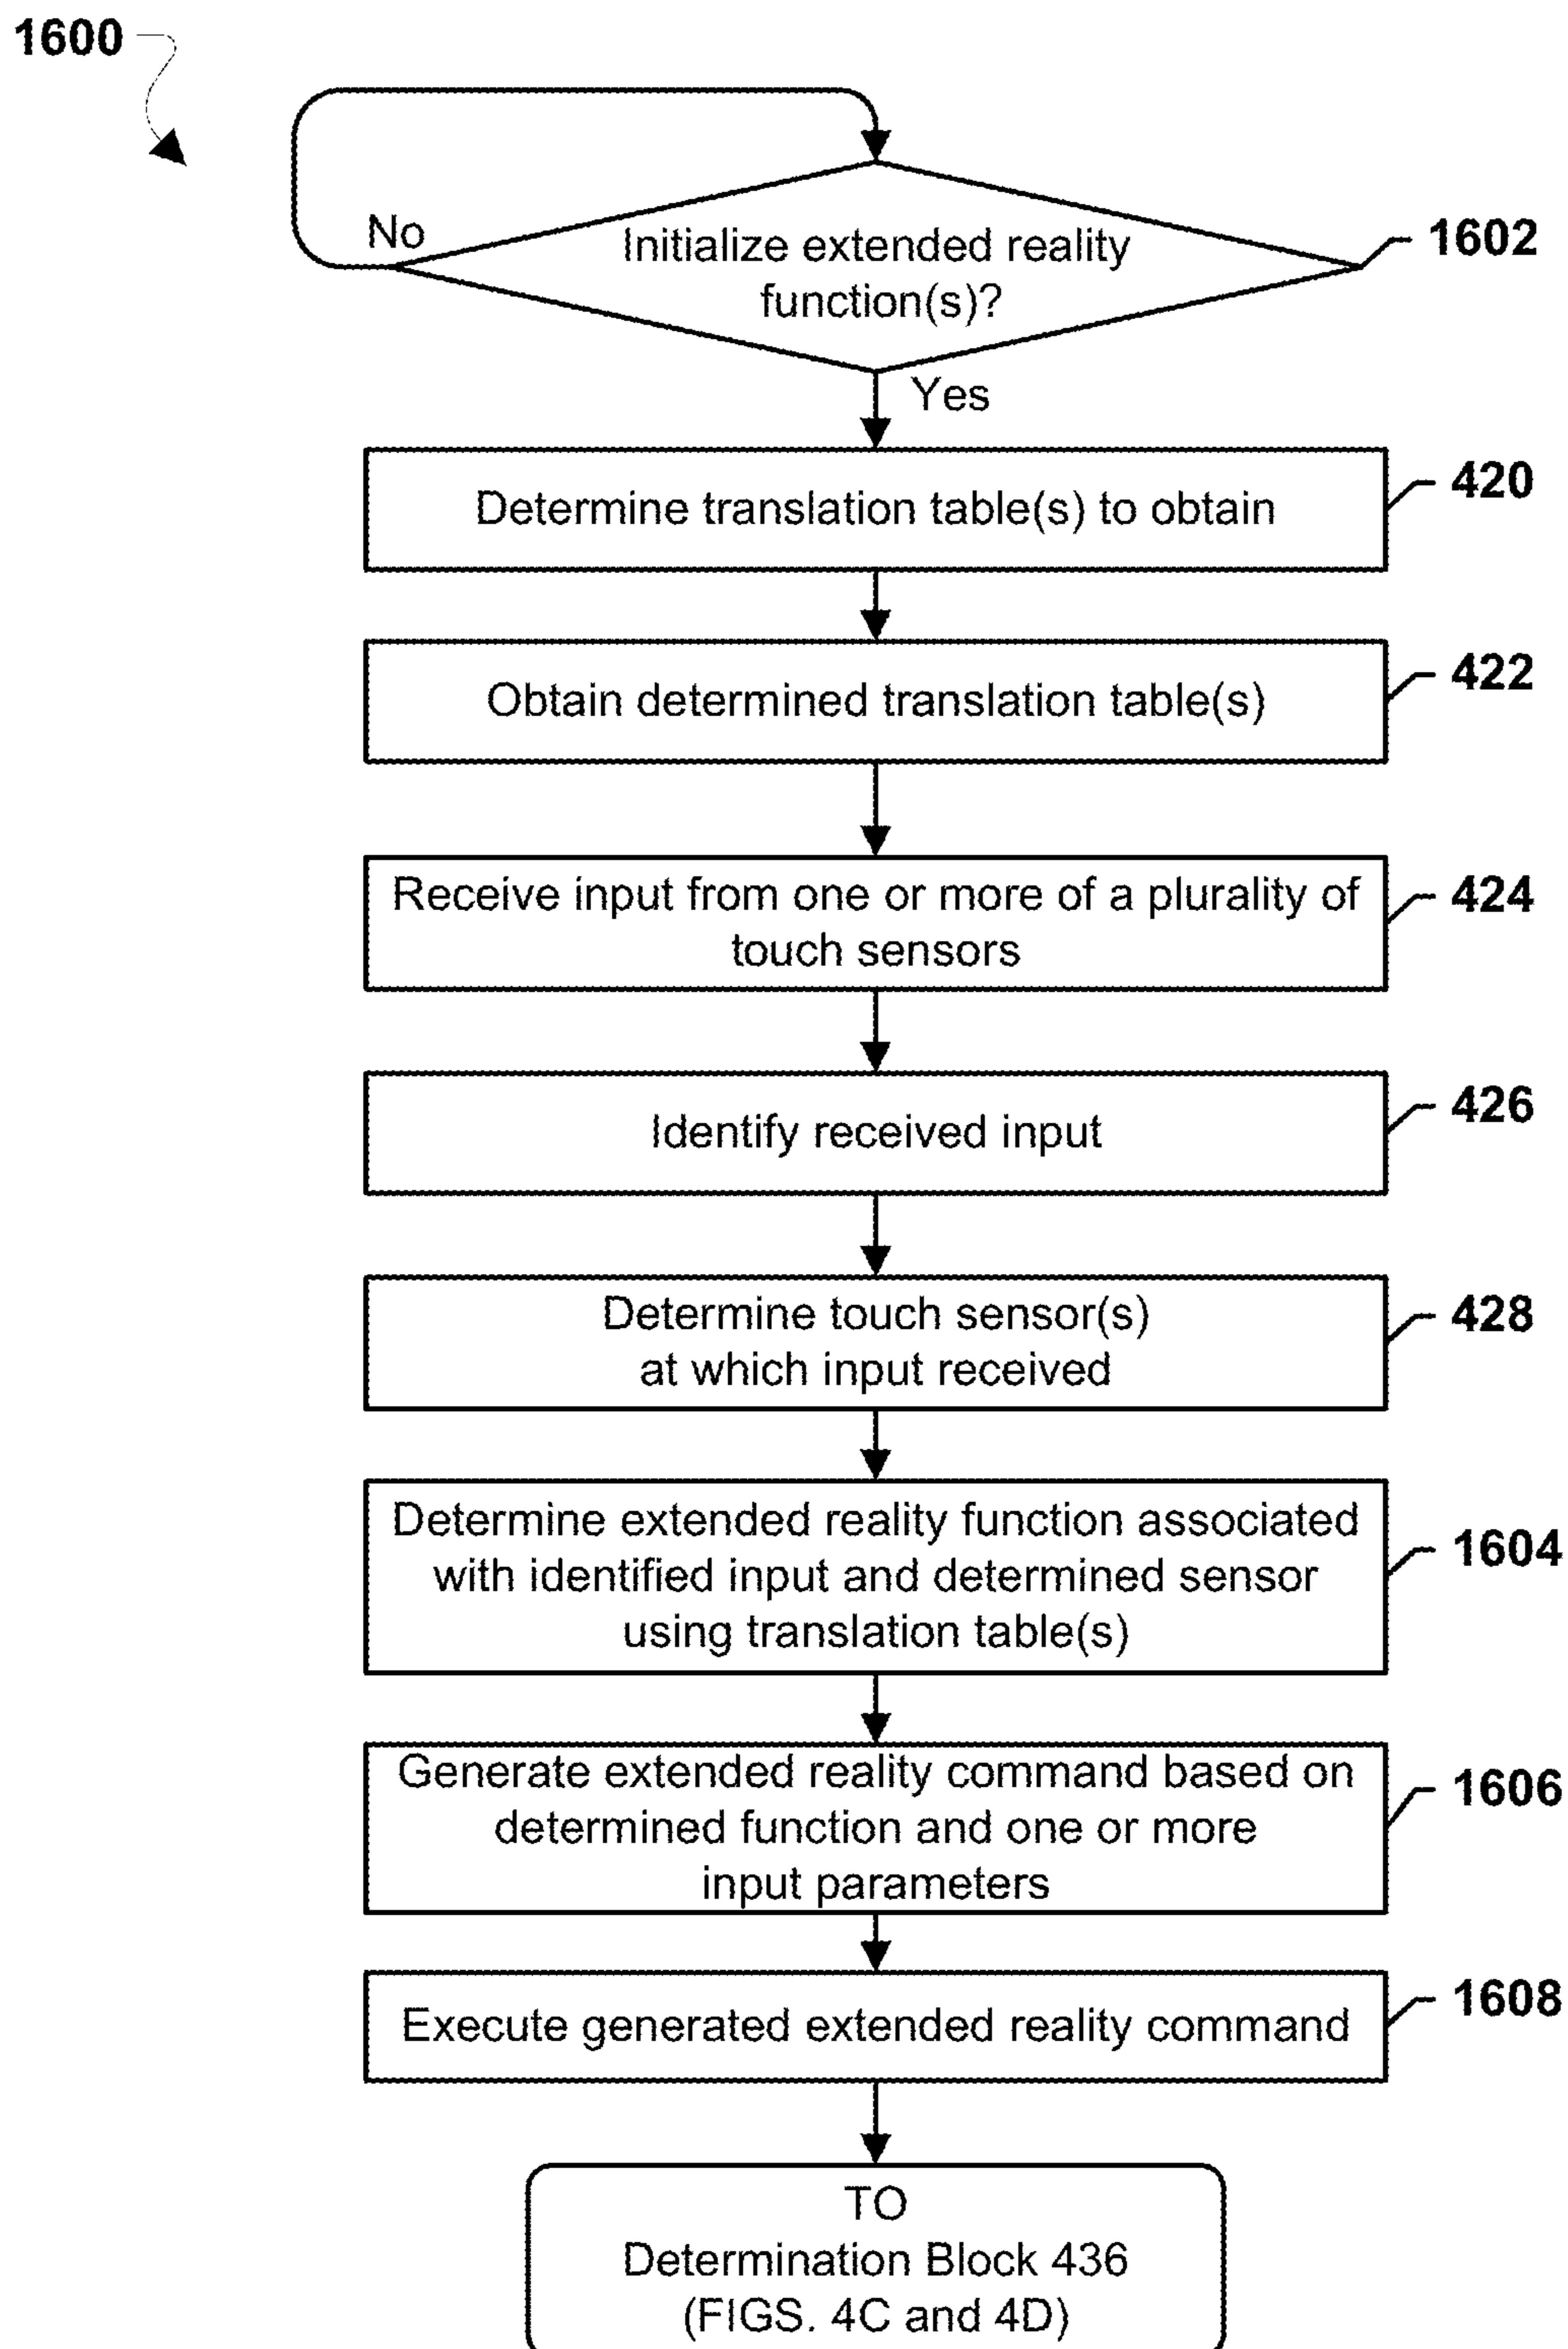 1600
No
Initialize extended reality
function(s)?
1602
Yes
Determine translation table(s) to obtain
420
Obtain determined translation table(s)
422
Receive input from one or more of a plurality of
touch sensors
424
Identify received input
426
Determine touch sensor(s)
at which input received
428
Determine extended reality function associated
with identified input and determined sensor
using translation table(s)
1604
Generate extended reality command based on
determined function and one or more
input parameters
1606
Execute generated extended reality command
1608
TO
Determination Block 436
(FIGS. 4C and 4D)